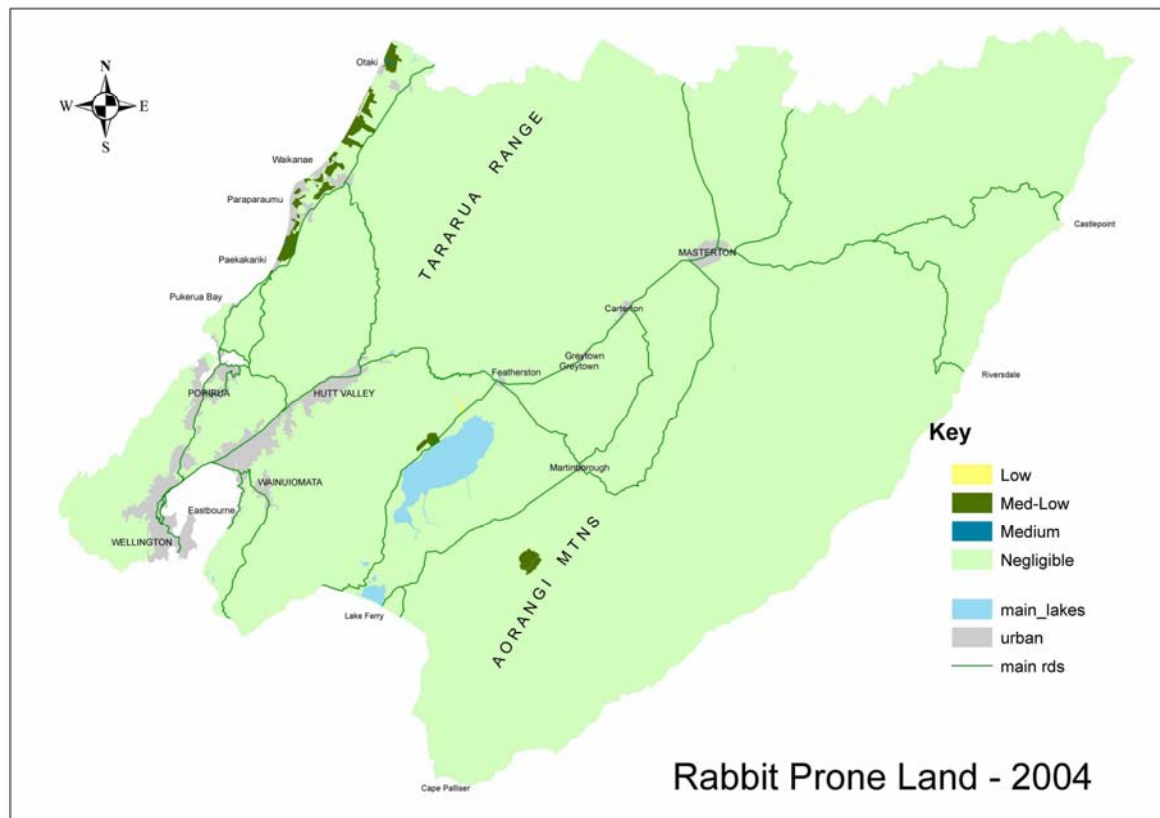 N
W E
S
Otaki
Waikanae
Paraparaumu
Paekakariki
Pukerua Bay
TARARUA RANGE
MASTERTON
Castlepoint
Carterton
Greytown
Greytown
Featherston
Riversdale
PORIRUA
HUTT VALLEY
Martinborough
WAINUIOMATA
Eastbourne
WELLINGTON
Lake Ferry
AORANGI MTNS
Cape Palliser
Key
Low
Med-Low
Medium
Negligible
main_lakes
urban
main rds
Rabbit Prone Land - 2004